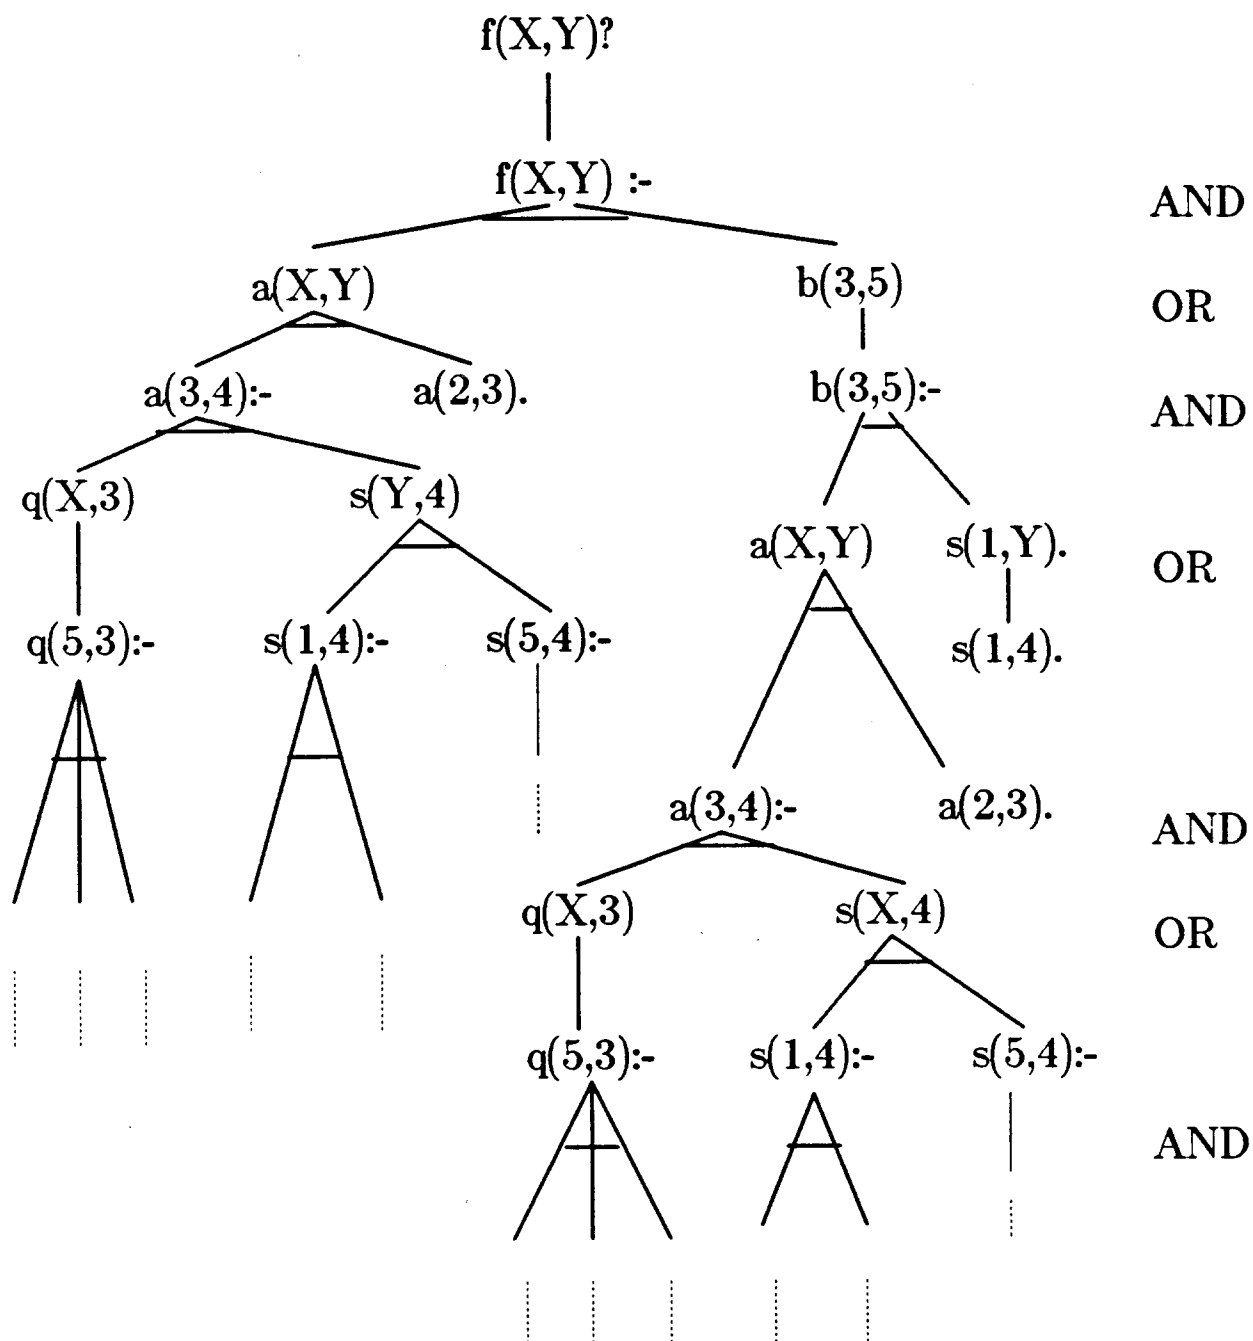 f(X,Y)?
f(X,Y) :-
AND
a(X,Y)
b(3,5)
OR
a(3,4):-
a(2,3).
b(3,5):-
AND
q(X,3)
s(Y,4)
a(X,Y)
s(1,Y).
OR
q(5,3):-
s(1,4):-
s(5,4):-
s(1,4).
a(3,4):-
a(2,3).
AND
q(X,3)
s(X,4)
OR
q(5,3):-
s(1,4):-
s(5,4):-
AND